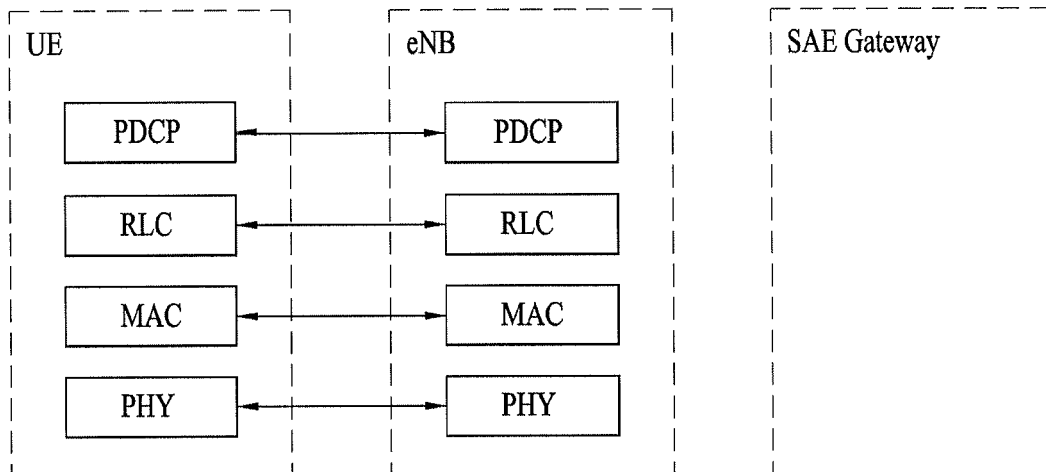 UE
eNB
SAE Gateway
PDCP
PDCP
RLC
RLC
MAC
MAC
PHY
PHY